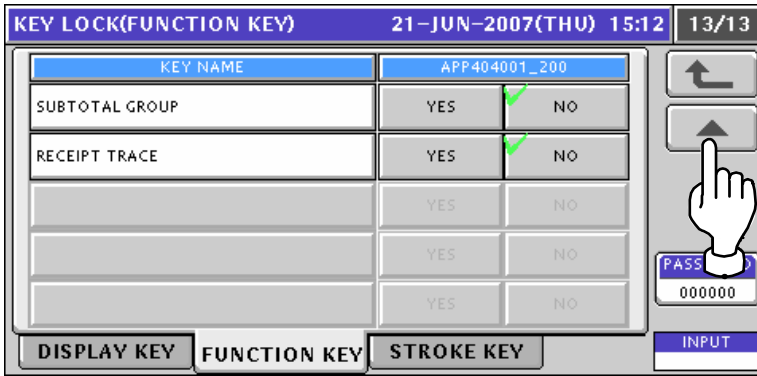 KEY LOCK(FUNCTION KEY) 21-JUN-2007(THU) 15:12 13/13
KEY NAME APP404001_200
SUBTOTAL GROUP YES NO
RECEIPT TRACE YES NO
YES NO
YES NO
YES NO
000000
DISPLAY KEY FUNCTION KEY STROKE KEY
INPUT